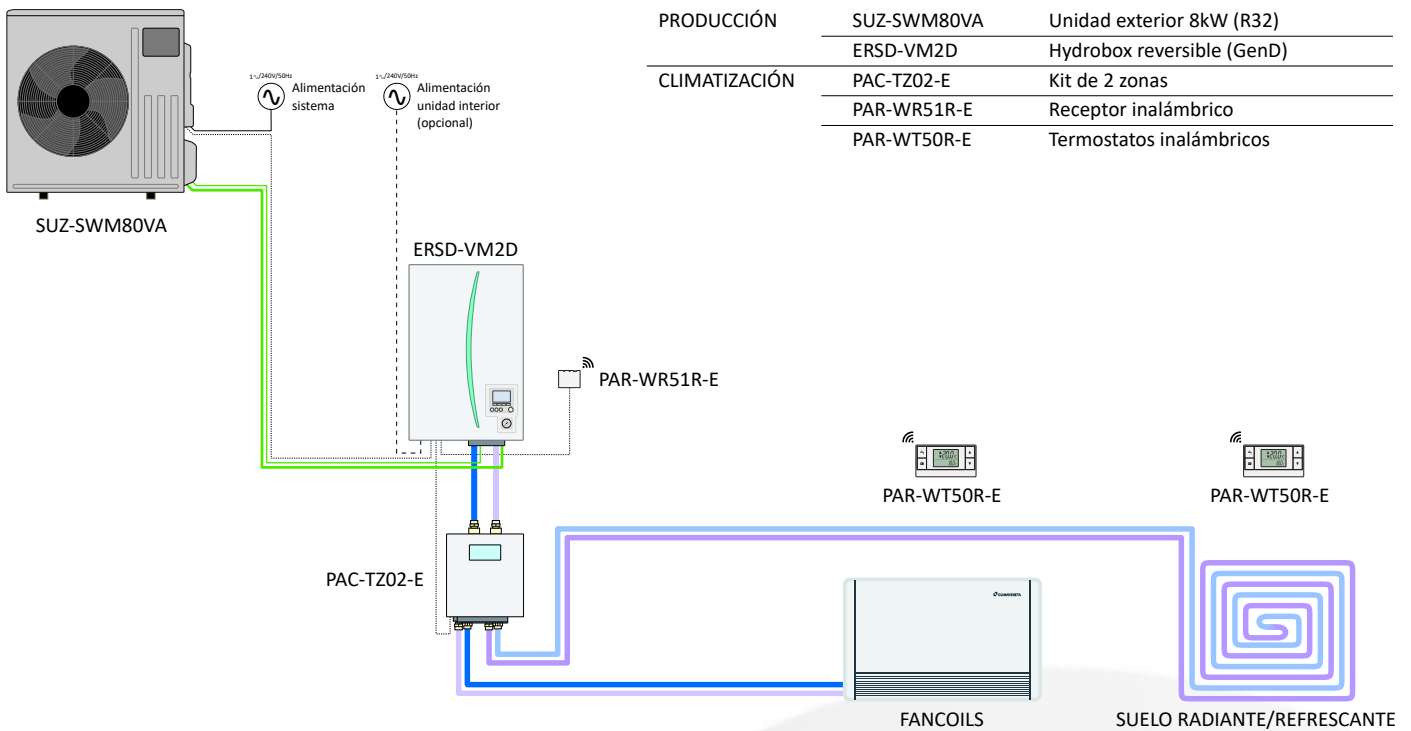 PRODUCCIÓN SUZ-SWM80VA Unidad exterior 8kW (R32)
ERSD-VM2D Hydrobox reversible (GenD)
CLIMATIZACIÓN PAC-TZ02-E Kit de 2 zonas
PAR-WR51R-E Receptor inalámbrico
PAR-WT50R-E Termostatos inalámbricos
1~/240V/50Hz
Alimentación
sistema
1~/240V/50Hz
Alimentación
unidad interior
(opcional)
SUZ-SWM80VA
ERSD-VM2D
PAR-WR51R-E
PAR-WT50R-E
PAR-WT50R-E
PAC-TZ02-E
CLIMAVENETA
FANCOILS
SUELO RADIANTE/REFRESCANTE